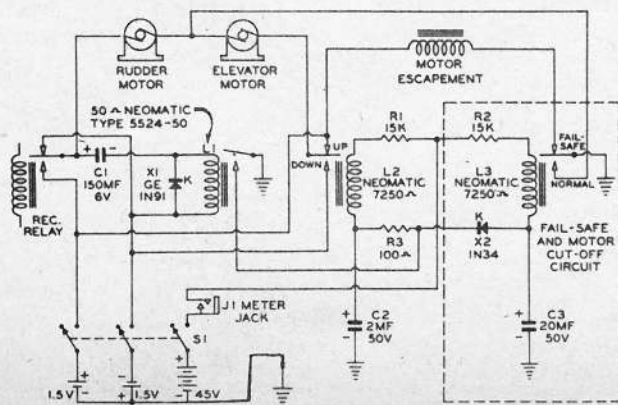 RUDDER
MOTOR
ELEVATOR
MOTOR
MOTOR
ESCAPEMENT
50 Ω NEOMATIC
TYPE 5524-50
L1
+ -
C1
150MF
6V
X1
GE
1N91
K
REC.
RELAY
UP
DOWN
R1
15K
R2
15K
FAIL-
SAFE
NORMAL
L2
NEOMATIC
7250Ω
L3
NEOMATIC
7250Ω
R3
100Ω
K
X2
1N34
FAIL-SAFE
AND MOTOR
CUT-OFF
CIRCUIT
J1 METER
JACK
S1
+
C2
2MF
50V
+
C3
20MF
50V
+
-
1.5V
-
+
1.5V
+
-
45V